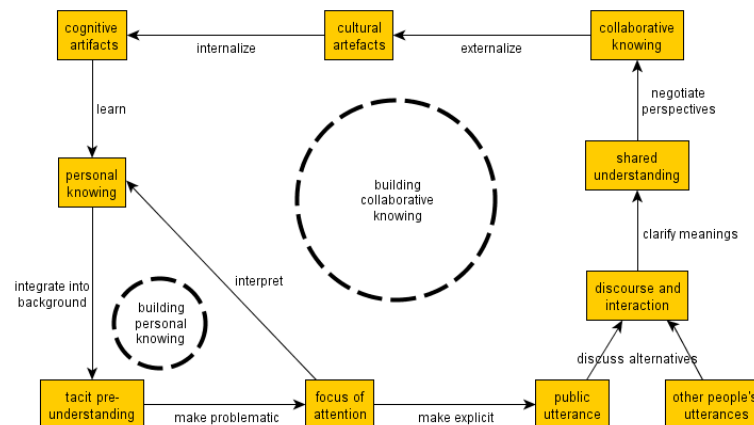 cognitive
artifacts
internalize
cultural
artefacts
externalize
collaborative
knowing
learn
negotiate
perspectives
personal
knowing
building
collaborative
knowing
shared
understanding
integrate into
background
interpret
clarify meanings
building
personal
knowing
discourse and
interaction
discuss alternatives
tacit pre-
understanding
make problematic
focus of
attention
make explicit
public
utterance
other people's
utterances